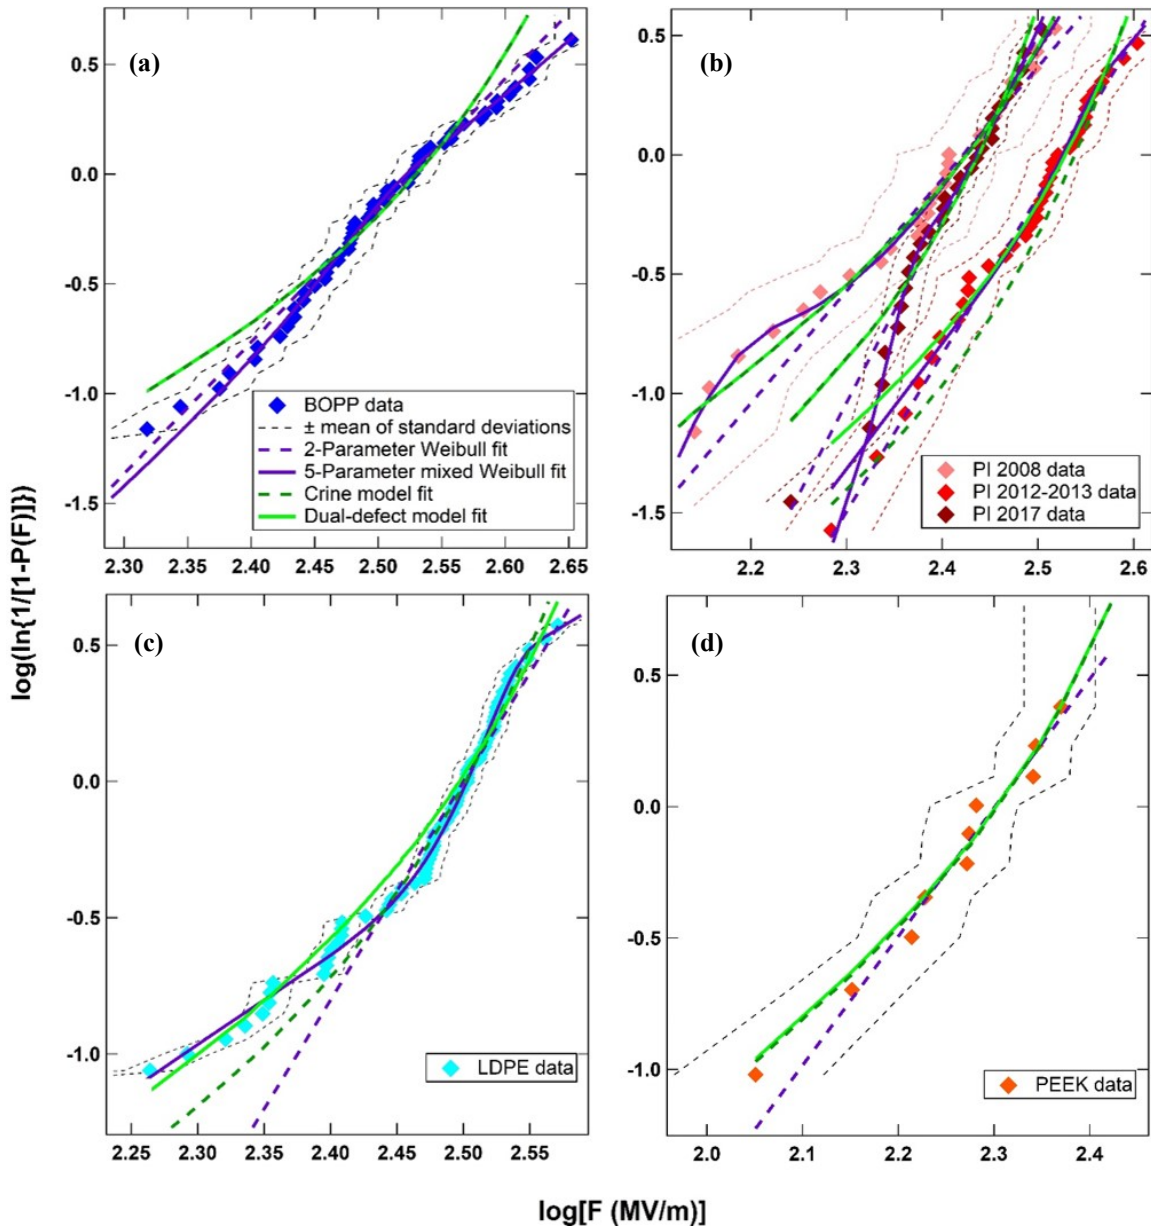 (a)
0.5
0.0
-0.5
-1.0
-1.5
BOPP data
± mean of standard deviations
2-Parameter Weibull fit
5-Parameter mixed Weibull fit
Crine model fit
Dual-defect model fit
2.30 2.35 2.40 2.45 2.50 2.55 2.60 2.65
(b)
0.5
0.0
-0.5
-1.0
-1.5
PI 2008 data
PI 2012-2013 data
PI 2017 data
2.2 2.3 2.4 2.5 2.6
log(ln{1/[1-P(F)]})
(c)
0.5
0.0
-0.5
-1.0
LDPE data
2.25 2.30 2.35 2.40 2.45 2.50 2.55
(d)
0.5
0.0
-0.5
-1.0
PEEK data
2.0 2.1 2.2 2.3 2.4
log[F (MV/m)]